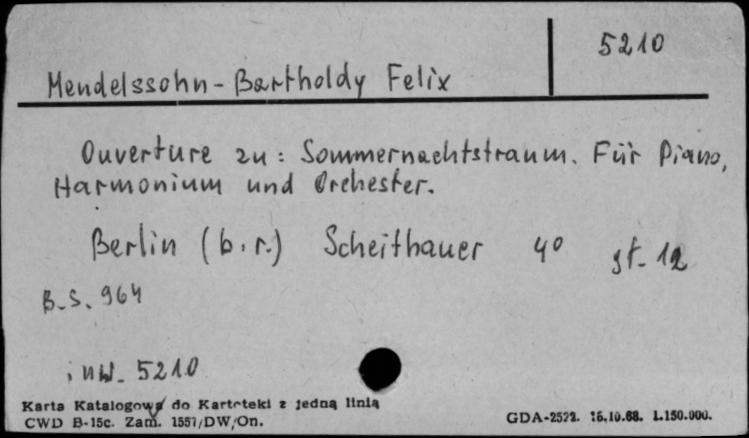 5210
Mendelssohn-Bartholdy Felix
Ouverture zu: Sommernachtstraum. Für Piano,
Harmonium und Orchester.
Berlin (b.r.) Scheithauer 4° st. 12
B.S. 964
inw. 5210
Karta Katalogowa do Kartoteki z jedną linią
CWD B-15c. Zam. 1557/DW/On. GDA-2522. 16.10.68. 1.150.000.